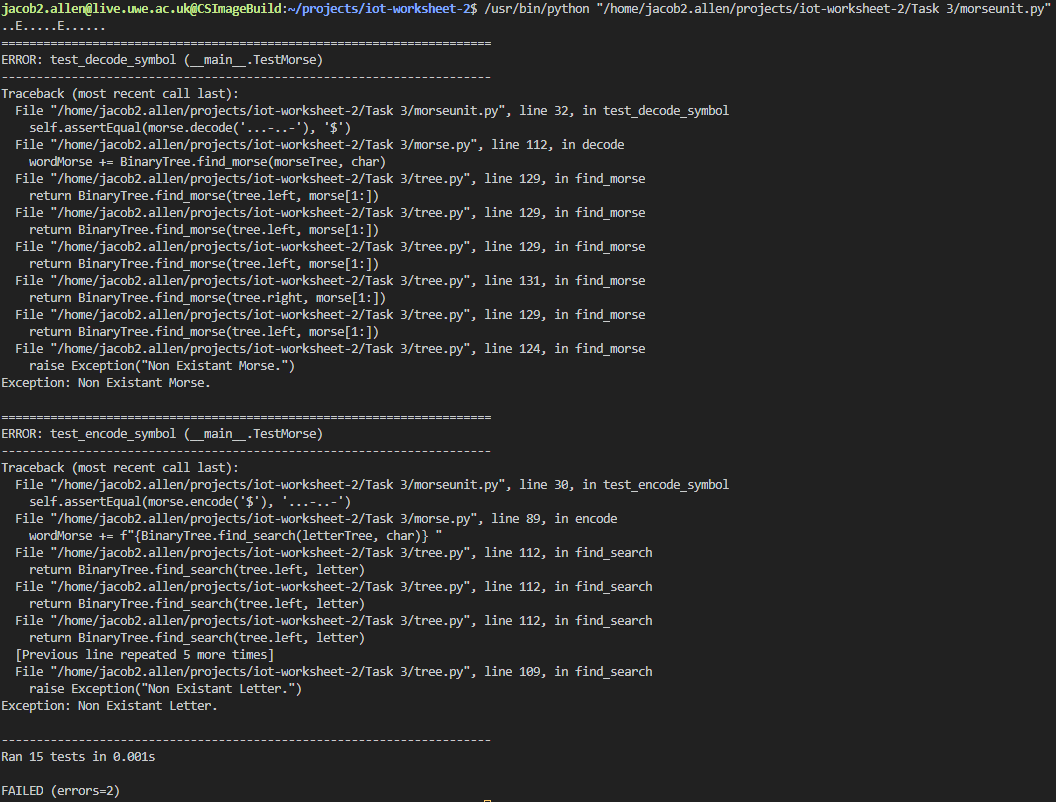 jacob2.allen@live.uwe.ac.uk@CSImageBuild:~/projects/iot-worksheet-2$ /usr/bin/python "/home/jacob2.allen/projects/iot-worksheet-2/Task 3/morseunit.py"
..E.....E......
======================================================================
ERROR: test_decode_symbol (__main__.TestMorse)
----------------------------------------------------------------------
Traceback (most recent call last):
  File "/home/jacob2.allen/projects/iot-worksheet-2/Task 3/morseunit.py", line 32, in test_decode_symbol
    self.assertEqual(morse.decode('...-..-'), '$')
  File "/home/jacob2.allen/projects/iot-worksheet-2/Task 3/morse.py", line 112, in decode
    wordMorse += BinaryTree.find_morse(morseTree, char)
  File "/home/jacob2.allen/projects/iot-worksheet-2/Task 3/tree.py", line 129, in find_morse
    return BinaryTree.find_morse(tree.left, morse[1:])
  File "/home/jacob2.allen/projects/iot-worksheet-2/Task 3/tree.py", line 129, in find_morse
    return BinaryTree.find_morse(tree.left, morse[1:])
  File "/home/jacob2.allen/projects/iot-worksheet-2/Task 3/tree.py", line 129, in find_morse
    return BinaryTree.find_morse(tree.left, morse[1:])
  File "/home/jacob2.allen/projects/iot-worksheet-2/Task 3/tree.py", line 131, in find_morse
    return BinaryTree.find_morse(tree.right, morse[1:])
  File "/home/jacob2.allen/projects/iot-worksheet-2/Task 3/tree.py", line 129, in find_morse
    return BinaryTree.find_morse(tree.left, morse[1:])
  File "/home/jacob2.allen/projects/iot-worksheet-2/Task 3/tree.py", line 124, in find_morse
    raise Exception("Non Existant Morse.")
Exception: Non Existant Morse.

======================================================================
ERROR: test_encode_symbol (__main__.TestMorse)
----------------------------------------------------------------------
Traceback (most recent call last):
  File "/home/jacob2.allen/projects/iot-worksheet-2/Task 3/morseunit.py", line 30, in test_encode_symbol
    self.assertEqual(morse.encode('$'), '...-..-')
  File "/home/jacob2.allen/projects/iot-worksheet-2/Task 3/morse.py", line 89, in encode
    wordMorse += f"{BinaryTree.find_search(letterTree, char)} "
  File "/home/jacob2.allen/projects/iot-worksheet-2/Task 3/tree.py", line 112, in find_search
    return BinaryTree.find_search(tree.left, letter)
  File "/home/jacob2.allen/projects/iot-worksheet-2/Task 3/tree.py", line 112, in find_search
    return BinaryTree.find_search(tree.left, letter)
  File "/home/jacob2.allen/projects/iot-worksheet-2/Task 3/tree.py", line 112, in find_search
    return BinaryTree.find_search(tree.left, letter)
  [Previous line repeated 5 more times]
  File "/home/jacob2.allen/projects/iot-worksheet-2/Task 3/tree.py", line 109, in find_search
    raise Exception("Non Existant Letter.")
Exception: Non Existant Letter.

----------------------------------------------------------------------
Ran 15 tests in 0.001s

FAILED (errors=2)